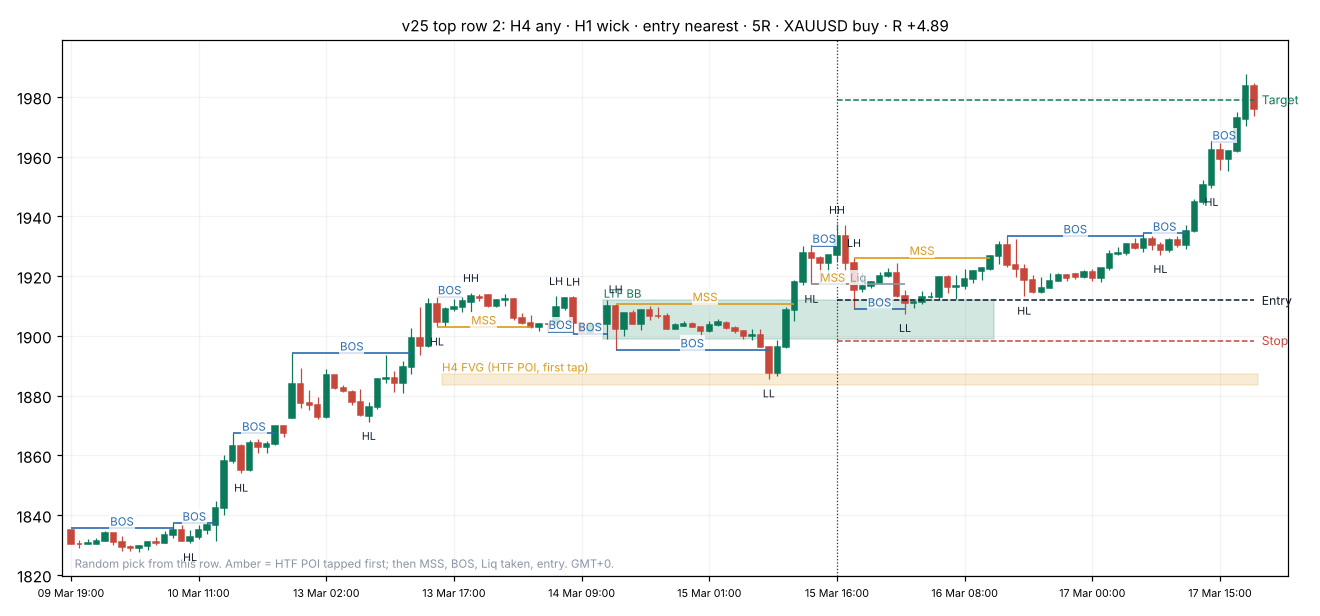 v25 top row 2: H4 any · H1 wick · entry nearest · 5R · XAUUSD buy · R +4.89
1980
Target
BOS
1960
HL
1940
HH
BOS
BOS
BOS
LH
MSS
HL
1920
HH
LH LH
MSS Liq
BOS
LTF BB
LH
HL
Entry
MSS
BOS
HL
MSS
BOS
BOS
LL
1900
HL
BOS
BOS
Stop
H4 FVG (HTF POI, first tap)
1880
LL
HL
BOS
1860
HL
1840
BOS
BOS
HL
Random pick from this row. Amber = HTF POI tapped first; then MSS, BOS, Liq taken, entry. GMT+0.
1820
09 Mar 19:00
10 Mar 11:00
13 Mar 02:00
13 Mar 17:00
14 Mar 09:00
15 Mar 01:00
15 Mar 16:00
16 Mar 08:00
17 Mar 00:00
17 Mar 15:00